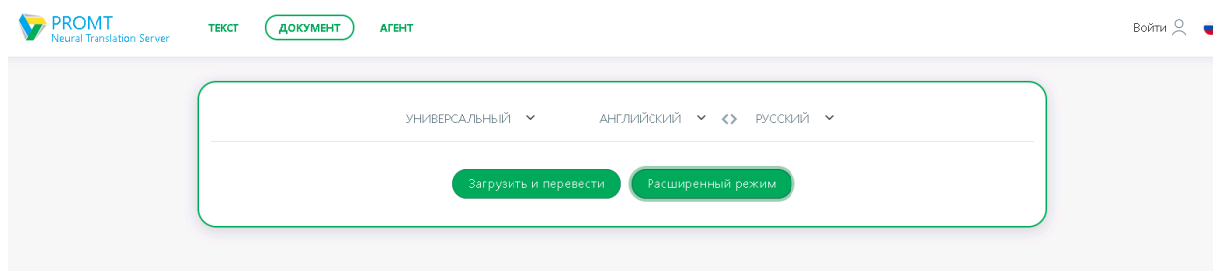 PROMT
Neural Translation Server
ТЕКСТ ДОКУМЕНТ АГЕНТ
Войти
УНИВЕРСАЛЬНЫЙ АНГЛИЙСКИЙ <> РУССКИЙ
Загрузить и перевести Расширенный режим